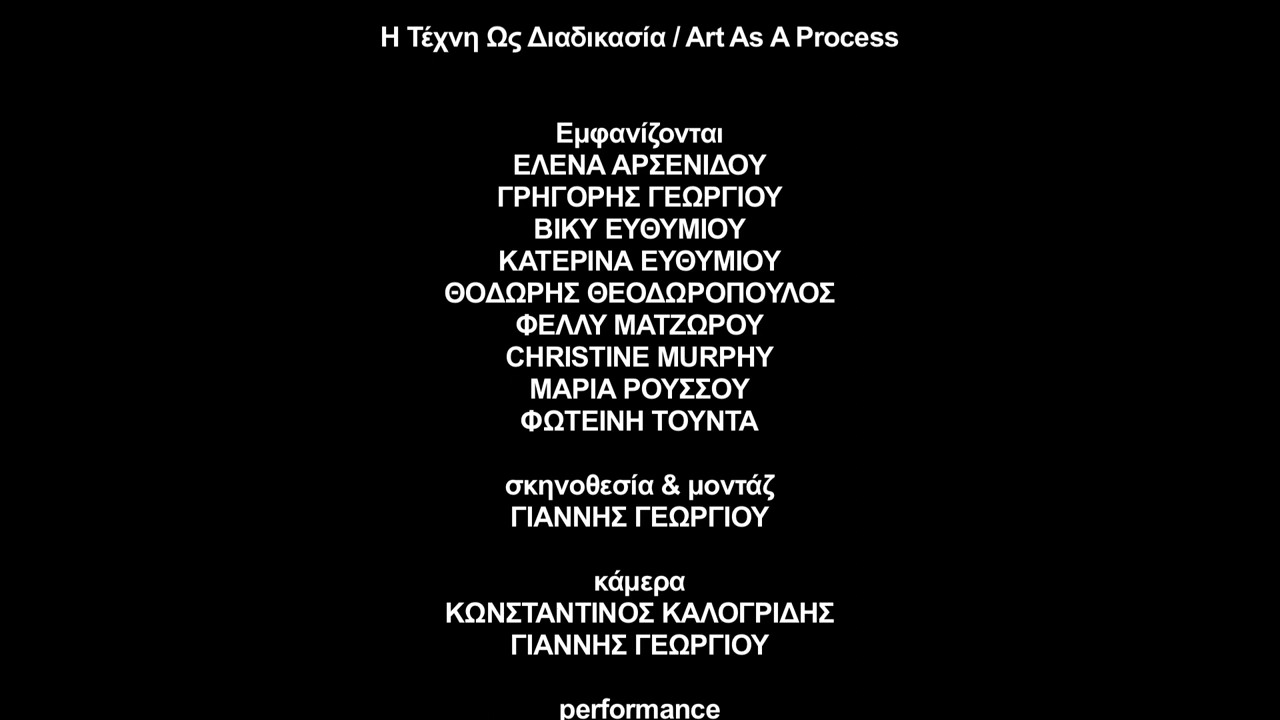 Η Τέχνη Ως Διαδικασία / Art As A Process
Εμφανίζονται
ΕΛΕΝΑ ΑΡΣΕΝΙΔΟΥ
ΓΡΗΓΟΡΗΣ ΓΕΩΡΓΙΟΥ
ΒΙΚΥ ΕΥΘΥΜΙΟΥ
ΚΑΤΕΡΙΝΑ ΕΥΘΥΜΙΟΥ
ΘΟΔΩΡΗΣ ΘΕΟΔΩΡΟΠΟΥΛΟΣ
ΦΕΛΛΥ ΜΑΤΖΩΡΟΥ
CHRISTINE MURPHY
ΜΑΡΙΑ ΡΟΥΣΣΟΥ
ΦΩΤΕΙΝΗ ΤΟΥΝΤΑ
σκηνοθεσία & μοντάζ
ΓΙΑΝΝΗΣ ΓΕΩΡΓΙΟΥ
κάμερα
ΚΩΝΣΤΑΝΤΙΝΟΣ ΚΑΛΟΓΡΙΔΗΣ
ΓΙΑΝΝΗΣ ΓΕΩΡΓΙΟΥ
performance